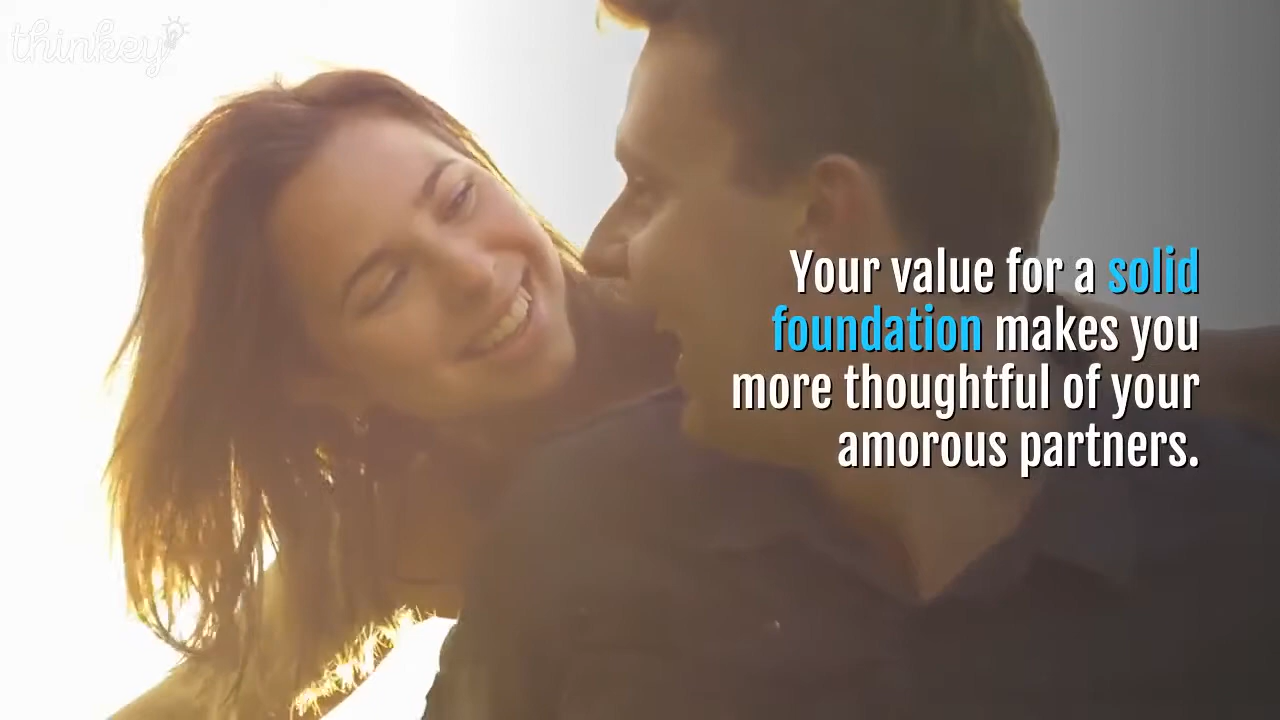 thinkey
Your value for a solid
foundation makes you
more thoughtful of your
amorous partners.